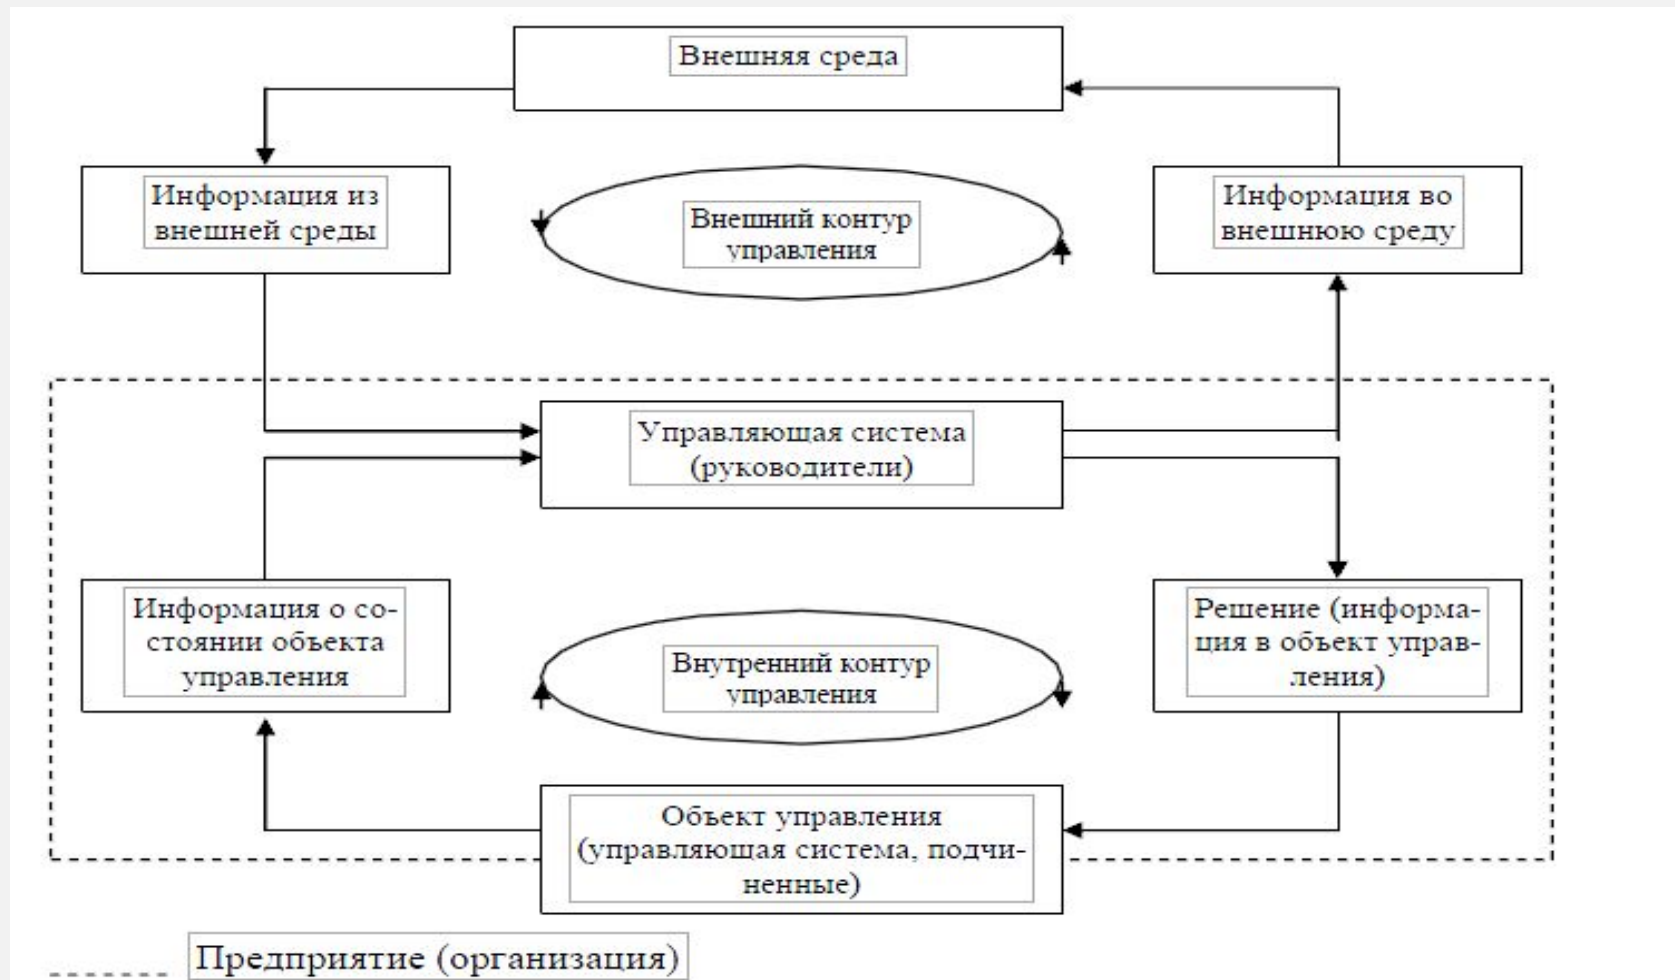 Внешняя среда
Информация из
внешней среды
Внешний контур
управления
Информация во
внешнюю среду
Управляющая система
(руководители)
Информация о со-
стоянии объекта
управления
Внутренний контур
управления
Решение (информа-
ция в объект управ-
ления)
Объект управления
(управляющая система, подчи-
ненные)
Предприятие (организация)